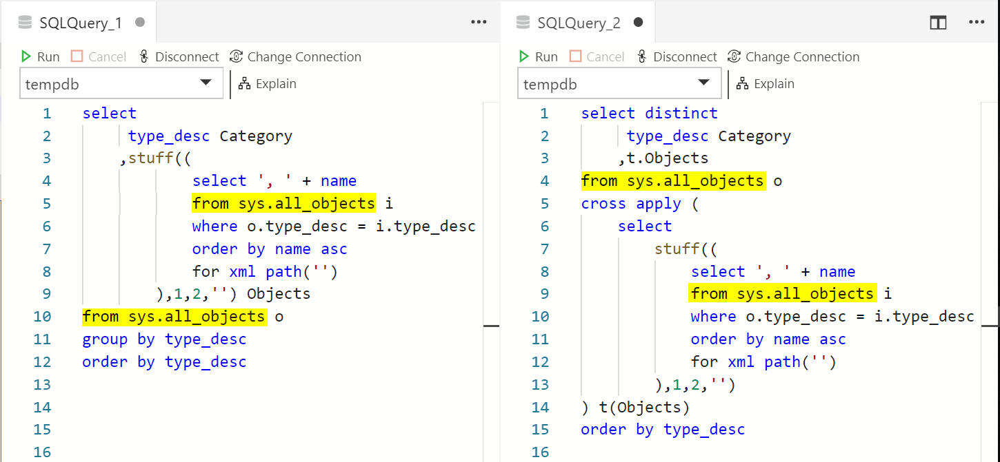 SQLQuery_1
Run Cancel Disconnect Change Connection
tempdb Explain
1 select
2 type_desc Category
3 ,stuff((
4 select ', ' + name
5 from sys.all_objects i
6 where o.type_desc = i.type_desc
7 order by name asc
8 for xml path('')
9 ),1,2,'') Objects
10 from sys.all_objects o
11 group by type_desc
12 order by type_desc
13
14
15
16
SQLQuery_2
Run Cancel Disconnect Change Connection
tempdb Explain
1 select distinct
2 type_desc Category
3 ,t.Objects
4 from sys.all_objects o
5 cross apply (
6 select
7 stuff((
8 select ', ' + name
9 from sys.all_objects i
10 where o.type_desc = i.type_desc
11 order by name asc
12 for xml path('')
13 ),1,2,'')
14 ) t(Objects)
15 order by type_desc
16